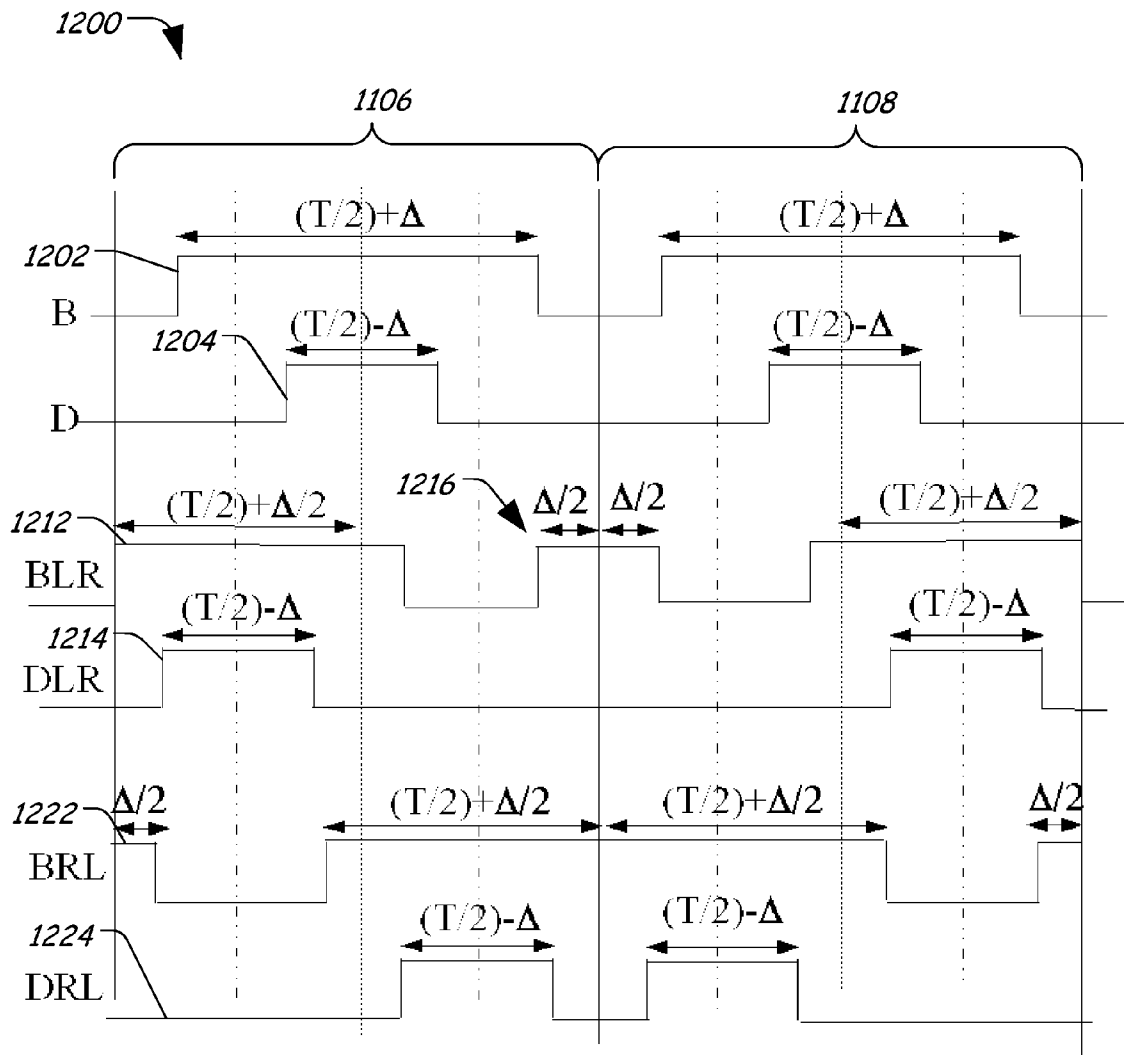 1200
1106 1108
(T/2)+Δ (T/2)+Δ
1202
B
(T/2)-Δ (T/2)-Δ
1204
D
1216
(T/2)+Δ/2 Δ/2 Δ/2 (T/2)+Δ/2
1212
BLR
(T/2)-Δ (T/2)-Δ
1214
DLR
Δ/2 (T/2)+Δ/2 (T/2)+Δ/2 Δ/2
1222
BRL
(T/2)-Δ (T/2)-Δ
1224
DRL